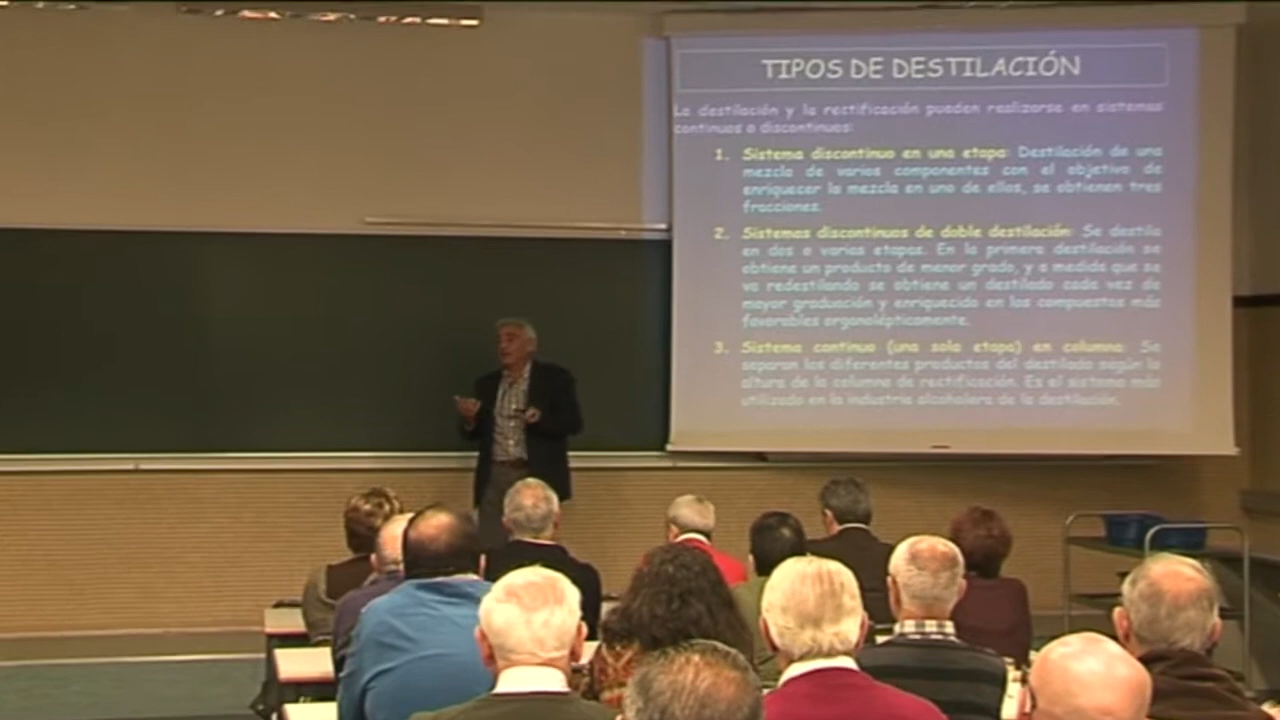 TIPOS DE DESTILACIÓN
La destilación y la rectificación pueden realizarse en sistemas
continuos o discontinuos:
1. Sistema discontinuo en una etapa: Destilación de una
mezcla de varios componentes con el objetivo de
enriquecer la mezcla en uno de ellos, se obtienen tres
fracciones.
2. Sistemas discontinuos de doble destilación: Se destila
en dos o varias etapas. En la primera destilación se
obtiene un producto de menor grado, y a medida que se
va redestilando se obtiene un destilado cada vez de
mayor graduación y enriquecido en los compuestos más
favorables organolépticamente.
3. Sistema continuo (una sola etapa) en columna: Se
separan los diferentes productos del destilado según la
altura de la columna de rectificación. Es el sistema más
utilizado en la industria alcoholera de la destilación.